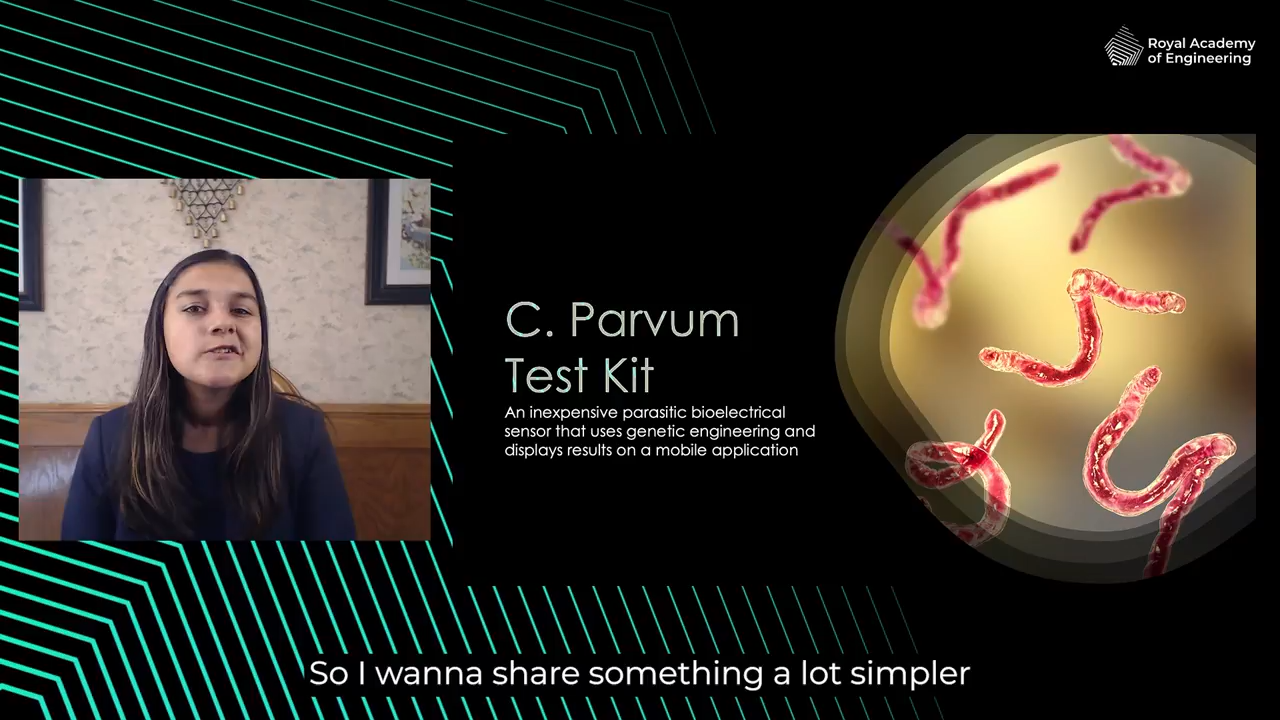 Royal Academy
of Engineering
C. Parvum
Test Kit
An inexpensive parasitic bioelectrical
sensor that uses genetic engineering and
displays results on a mobile application
So I wanna share something a lot simpler